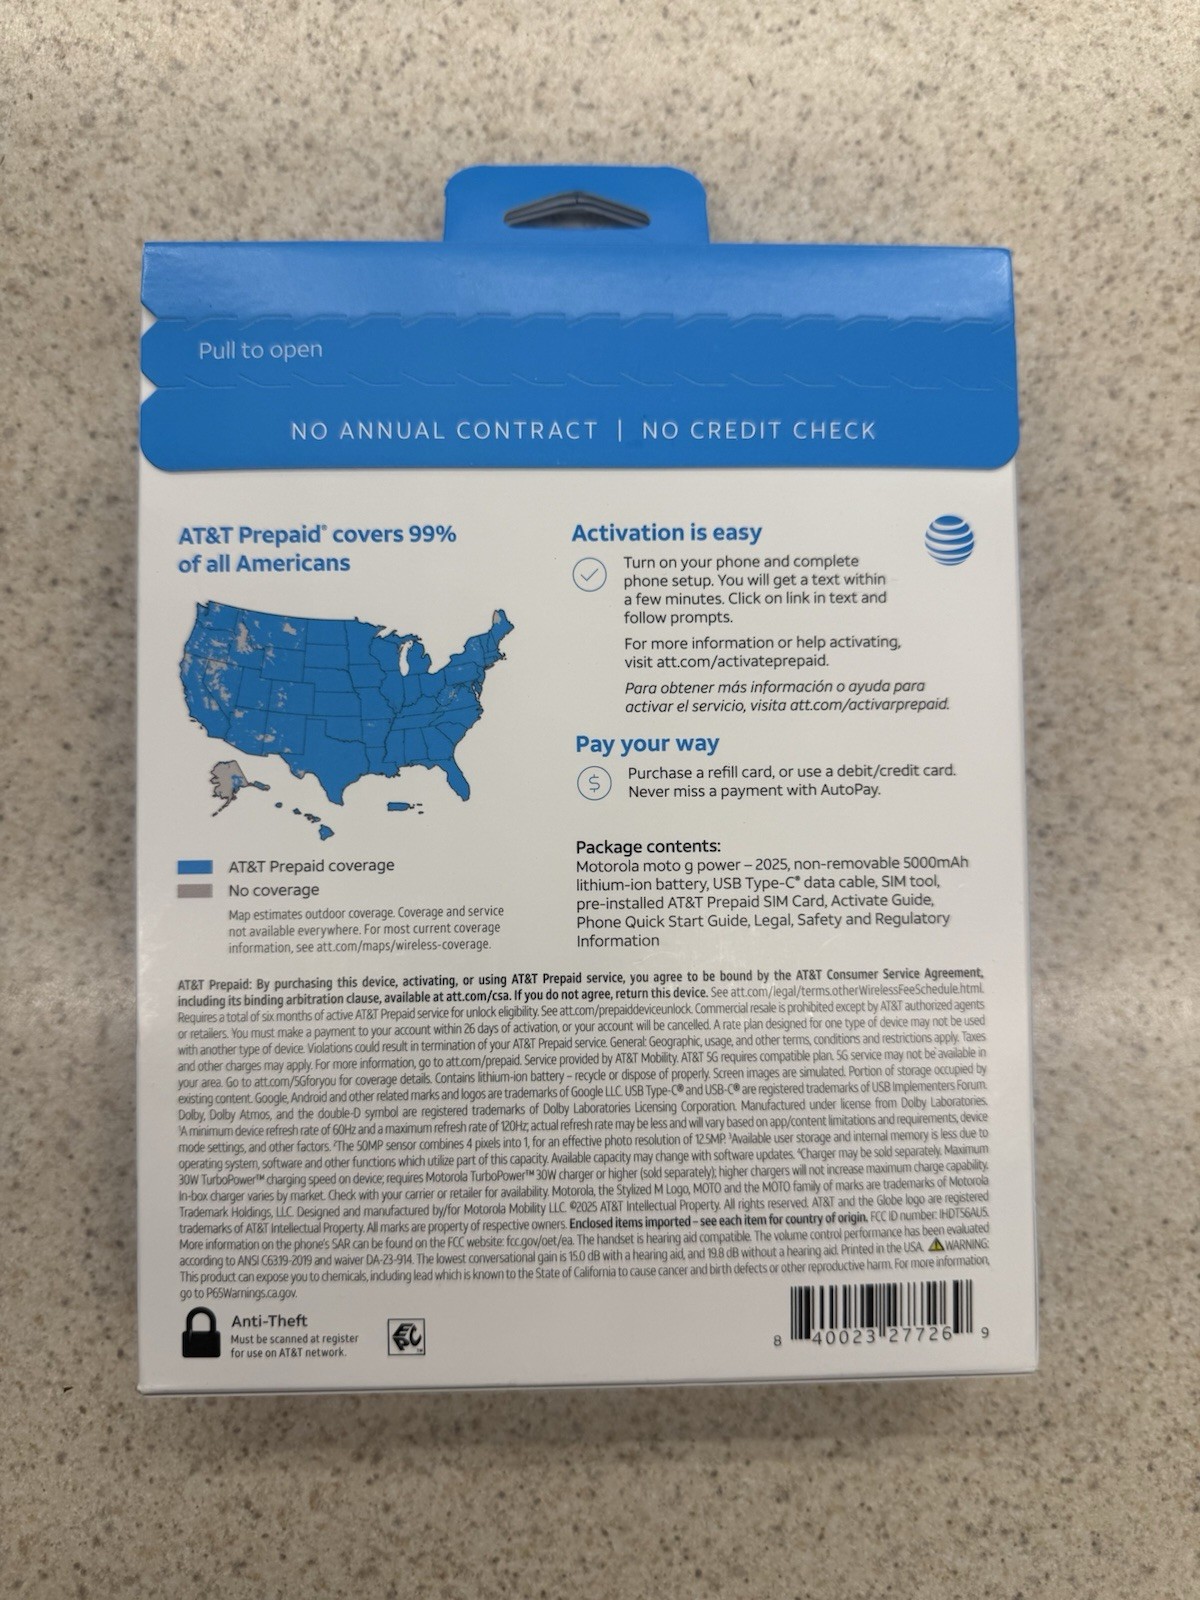 Pull to open
NO ANNUAL CONTRACT | NO CREDIT CHECK
AT&T Prepaid® covers 99%
of all Americans
AT&T Prepaid coverage
No coverage
Map estimates outdoor coverage. Coverage and service
not available everywhere. For most current coverage
information, see att.com/maps/wireless-coverage.
Activation is easy
Turn on your phone and complete
phone setup. You will get a text within
a few minutes. Click on link in text and
follow prompts.
For more information or help activating,
visit att.com/activateprepaid.
Para obtener más información o ayuda para
activar el servicio, visita att.com/activarprepaid.
Pay your way
$
Purchase a refill card, or use a debit/credit card.
Never miss a payment with AutoPay.
Package contents:
Motorola moto g power – 2025, non-removable 5000mAh
lithium-ion battery, USB Type-C® data cable, SIM tool,
pre-installed AT&T Prepaid SIM Card, Activate Guide,
Phone Quick Start Guide, Legal, Safety and Regulatory
Information
AT&T Prepaid: By purchasing this device, activating, or using AT&T Prepaid service, you agree to be bound by the AT&T Consumer Service Agreement,
including its binding arbitration clause, available at att.com/csa. If you do not agree, return this device. See att.com/legal/terms.otherWirelessFeeSchedule.html.
Requires a total of six months of active AT&T Prepaid service for unlock eligibility. See att.com/prepaiddeviceunlock. Commercial resale is prohibited except by AT&T authorized agents
or retailers. You must make a payment to your account within 26 days of activation, or your account will be cancelled. A rate plan designed for one type of device may not be used
with another type of device. Violations could result in termination of your AT&T Prepaid service. General: Geographic, usage, and other terms, conditions and restrictions apply. Taxes
and other charges may apply. For more information, go to att.com/prepaid. Service provided by AT&T Mobility. AT&T 5G requires compatible plan. 5G service may not be available in
your area. Go to att.com/5Gforyou for coverage details. Contains lithium-ion battery – recycle or dispose of properly. Screen images are simulated. Portion of storage occupied by
existing content. Google, Android and other related marks and logos are trademarks of Google LLC. USB Type-C® and USB-C® are registered trademarks of USB Implementers Forum.
Dolby, Dolby Atmos, and the double-D symbol are registered trademarks of Dolby Laboratories Licensing Corporation. Manufactured under license from Dolby Laboratories.
¹A minimum device refresh rate of 60Hz and a maximum refresh rate of 120Hz; actual refresh rate may be less and will vary based on app/content limitations and requirements, device
mode settings, and other factors. ²The 50MP sensor combines 4 pixels into 1, for an effective photo resolution of 12.5MP. ³Available user storage and internal memory is less due to
operating system, software and other functions which utilize part of this capacity. Available capacity may change with software updates. ⁴Charger may be sold separately. Maximum
30W TurboPower™ charging speed on device; requires Motorola TurboPower™ 30W charger or higher (sold separately); higher chargers will not increase maximum charge capability.
In-box charger varies by market. Check with your carrier or retailer for availability. Motorola, the Stylized M Logo, MOTO and the MOTO family of marks are trademarks of Motorola
Trademark Holdings, LLC. Designed and manufactured by/for Motorola Mobility LLC. ©2025 AT&T Intellectual Property. All rights reserved. AT&T and the Globe logo are registered
trademarks of AT&T Intellectual Property. All marks are property of respective owners. Enclosed items imported – see each item for country of origin. FCC ID number: IHDT56AU5.
More information on the phone's SAR can be found on the FCC website: fcc.gov/oet/ea. The handset is hearing aid compatible. The volume control performance has been evaluated
according to ANSI C63.19-2019 and waiver DA-23-914. The lowest conversational gain is 15.0 dB with a hearing aid, and 19.8 dB without a hearing aid. Printed in the USA. WARNING:
This product can expose you to chemicals, including lead which is known to the State of California to cause cancer and birth defects or other reproductive harm. For more information,
go to P65Warnings.ca.gov.
Anti-Theft
Must be scanned at register
for use on AT&T network.
EPC
8 40023 27726 9